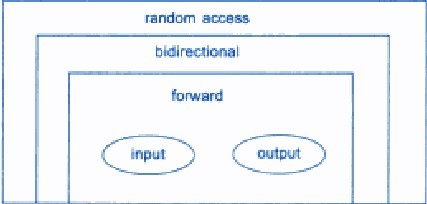 random access
bidirectional
forward
input output